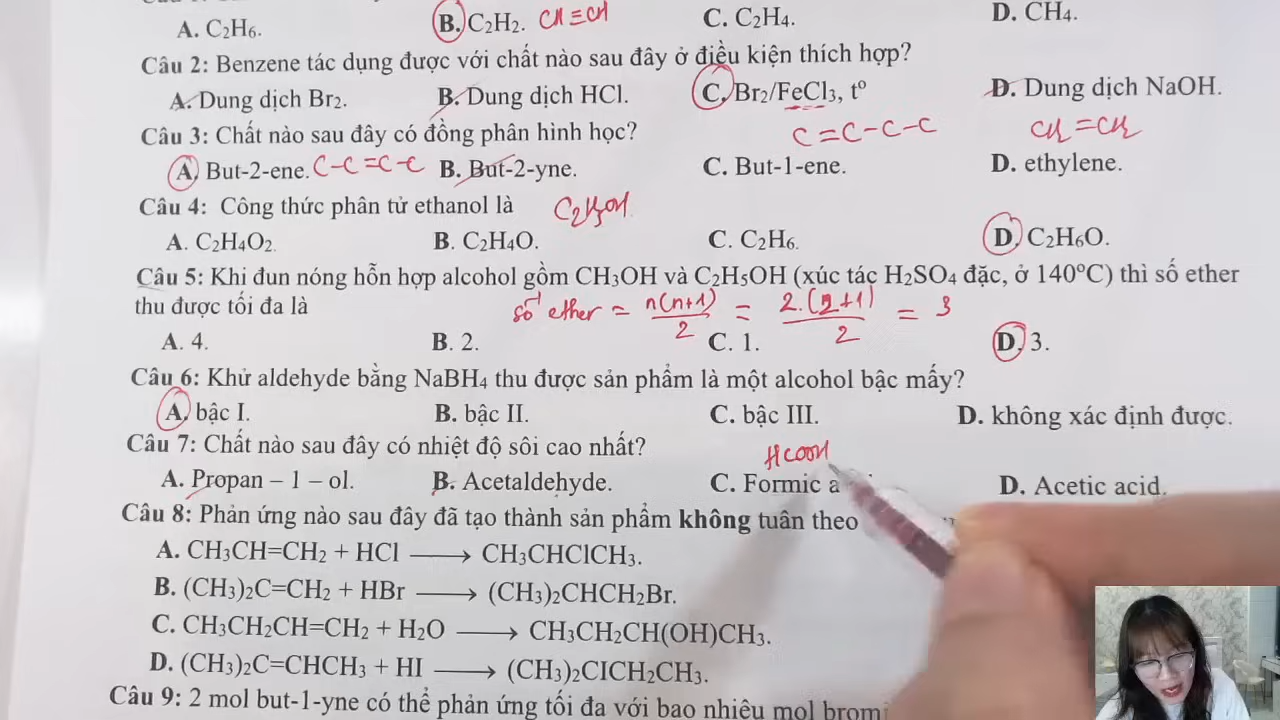 A. C2H6. B. C2H2. CH≡CH C. C2H4. D. CH4.
Câu 2: Benzene tác dụng được với chất nào sau đây ở điều kiện thích hợp?
A. Dung dịch Br2. B. Dung dịch HCl. C. Br2/FeCl3, tº D. Dung dịch NaOH.
Câu 3: Chất nào sau đây có đồng phân hình học? C=C-C-C CH2=CH2
A. But-2-ene. C-C=C-C B. But-2-yne. C. But-1-ene. D. ethylene.
Câu 4: Công thức phân tử ethanol là C2H5OH
A. C2H4O2. B. C2H4O. C. C2H6. D. C2H6O.
Câu 5: Khi đun nóng hỗn hợp alcohol gồm CH3OH và C2H5OH (xúc tác H2SO4 đặc, ở 140ºC) thì số ether
thu được tối đa là số ether = n(n+1)/2 = 2.(2+1)/2 = 3
A. 4. B. 2. C. 1. D. 3.
Câu 6: Khử aldehyde bằng NaBH4 thu được sản phẩm là một alcohol bậc mấy?
A. bậc I. B. bậc II. C. bậc III. D. không xác định được.
Câu 7: Chất nào sau đây có nhiệt độ sôi cao nhất? HCOOH
A. Propan – 1 – ol. B. Acetaldehyde. C. Formic a D. Acetic acid.
Câu 8: Phản ứng nào sau đây đã tạo thành sản phẩm không tuân theo
A. CH3CH=CH2 + HCl ⟶ CH3CHClCH3.
B. (CH3)2C=CH2 + HBr ⟶ (CH3)2CHCH2Br.
C. CH3CH2CH=CH2 + H2O ⟶ CH3CH2CH(OH)CH3.
D. (CH3)2C=CHCH3 + HI ⟶ (CH3)2CICH2CH3.
Câu 9: 2 mol but-1-yne có thể phản ứng tối đa với bao nhiêu mol brom